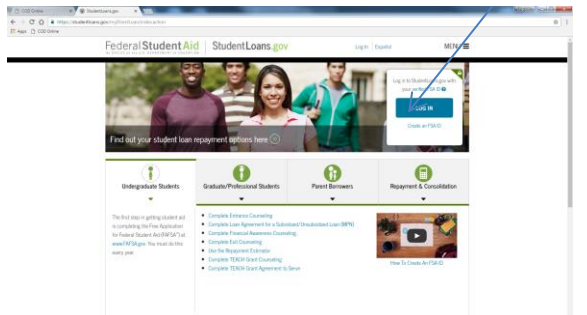 COD Online
StudentLoans.gov
https://studentloans.gov/myDirectLoan/index.action
Apps
COD Online
Federal Student Aid
StudentLoans.gov
Log In | Español
MENU
Log in to StudentLoans.gov with
your verified FSA ID
LOG IN
Create an FSA ID
Find out your student loan
repayment options here
Undergraduate Students
Graduate/Professional Students
Parent Borrowers
Repayment & Consolidation
The first step in getting student aid
is completing the Free Application
for Federal Student Aid (FAFSA®) at
www.FAFSA.gov. You must do this
every year.
Complete Entrance Counseling
Complete Loan Agreement for a Subsidized/Unsubsidized Loan (MPN)
Complete Financial Awareness Counseling
Complete Exit Counseling
Use the Repayment Estimator
Complete TEACH Grant Counseling
Complete TEACH Grant Agreement to Serve
How To Create An FSA ID